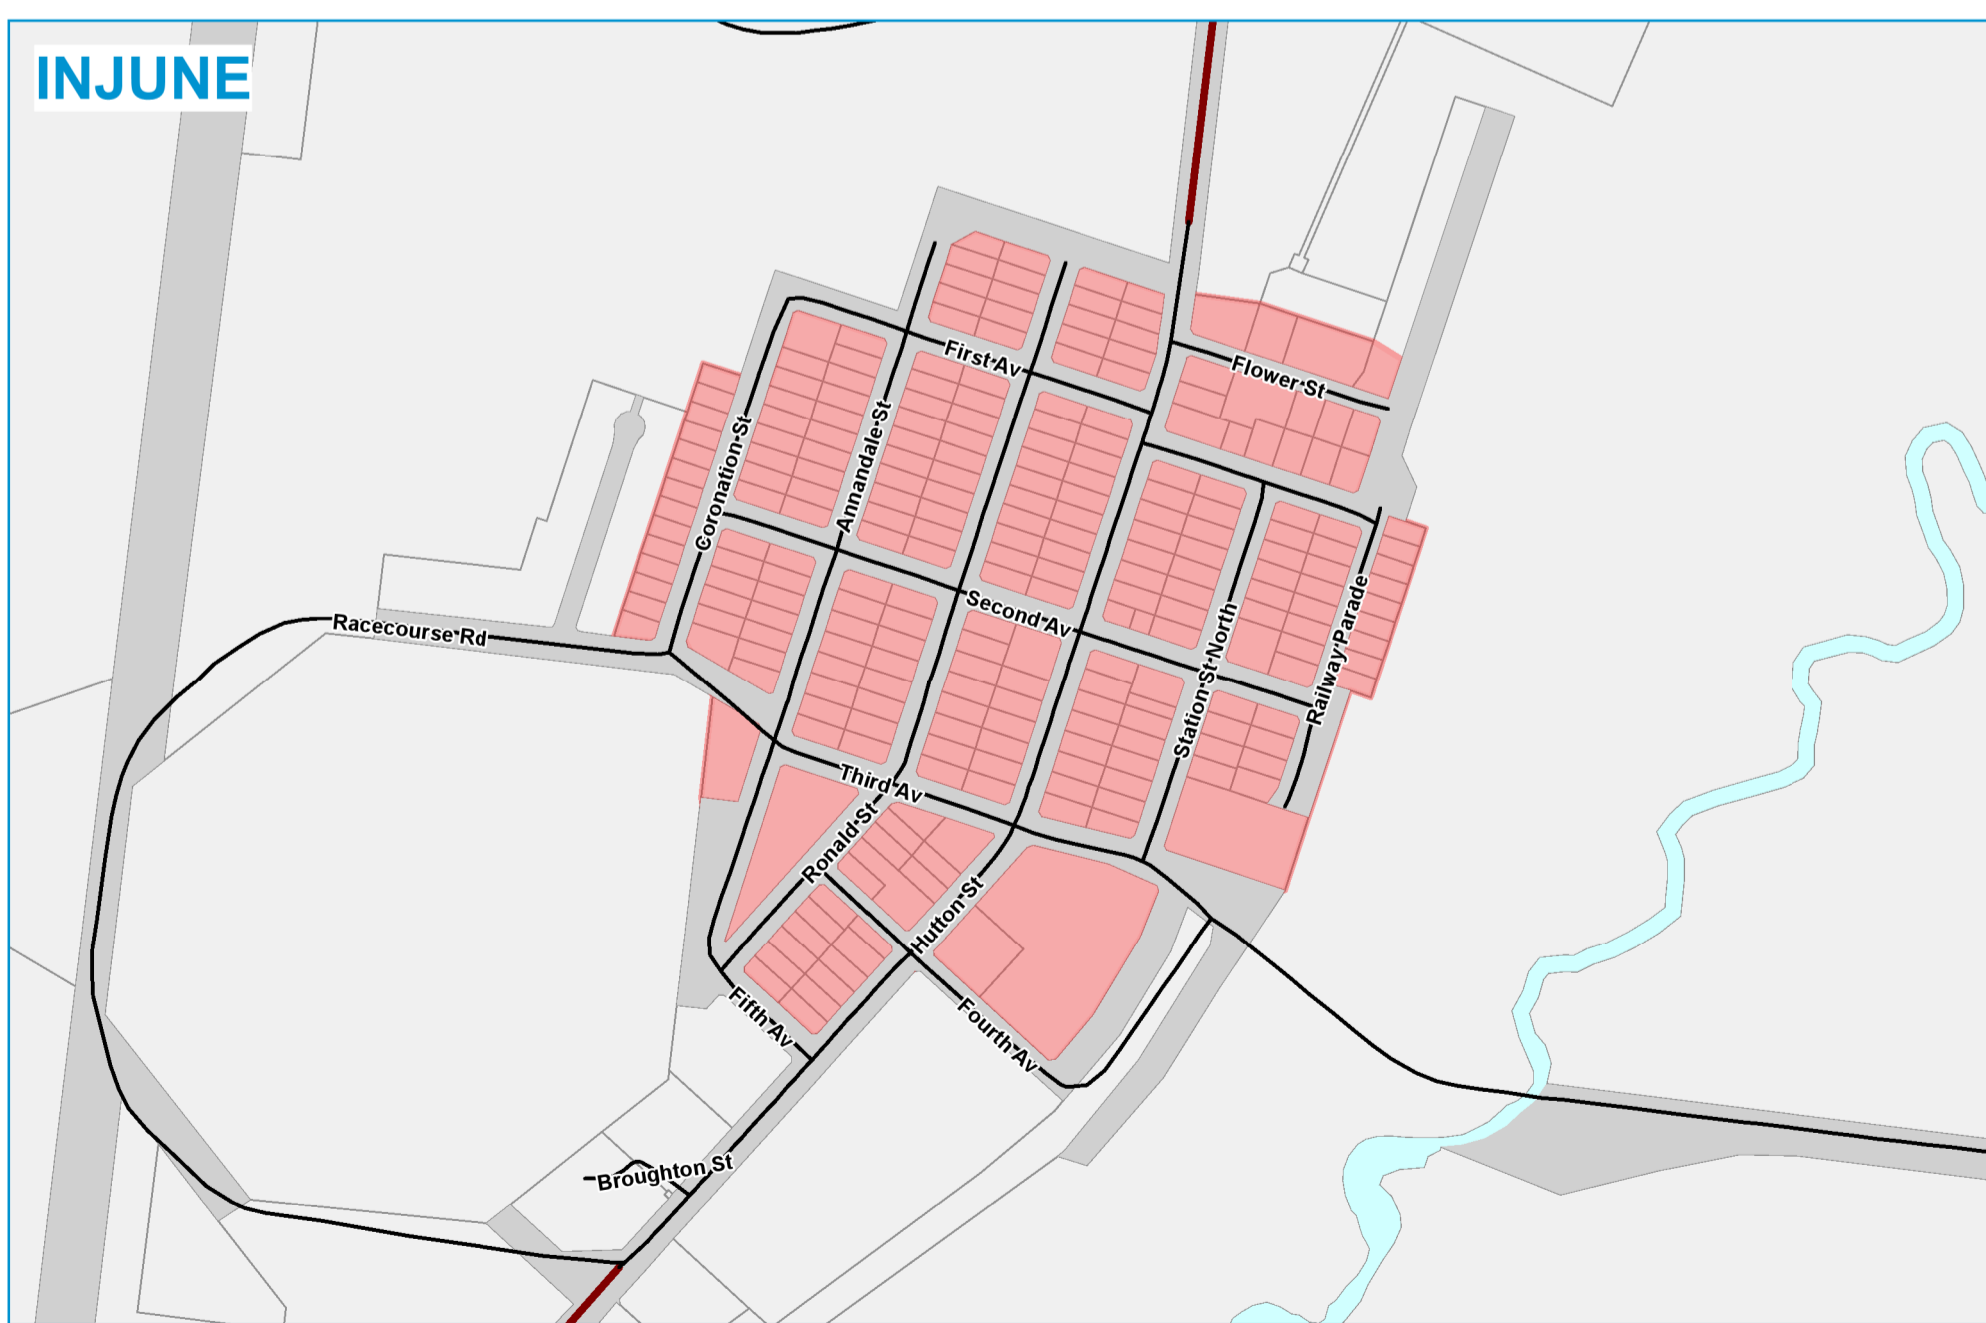 INJUNE
First Av
Flower St
Coronation St
Annandale St
Racecourse Rd
Second Av
Station St North
Railway Parade
Third Av
Ronald St
Hutton St
Fifth Av
Fourth Av
Broughton St